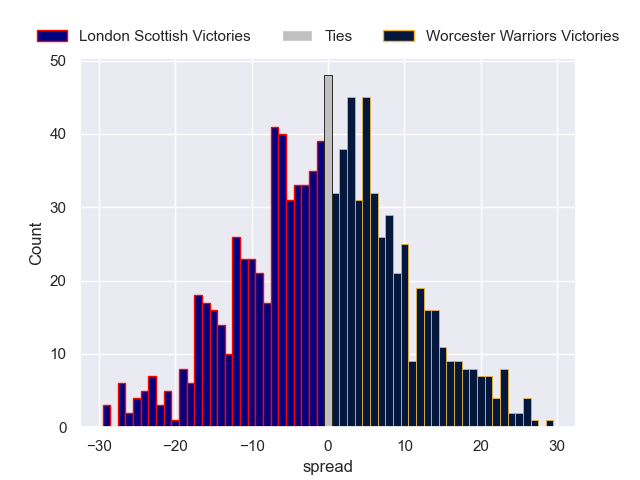 London Scottish Victories Ties Worcester Warriors Victories
50
40
30
20
10
0
Count
−30 −20 −10 0 10 20 30
spread